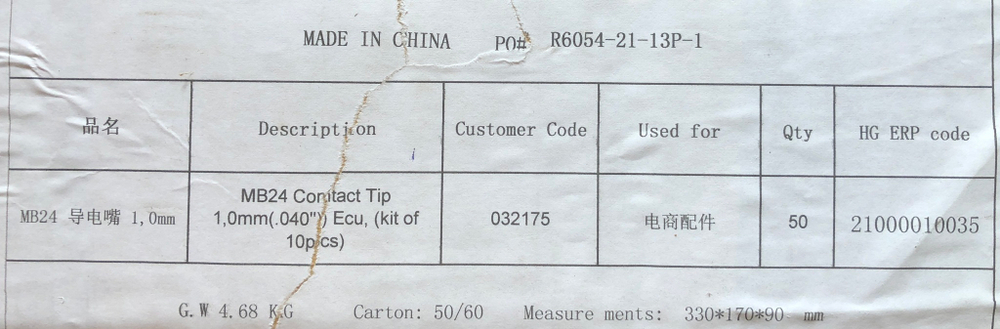 MADE IN CHINA PO# R6054-21-13P-1
品名 Description Customer Code Used for Qty HG ERP code
MB24 导电嘴 1,0mm
MB24 Contact Tip
1,0mm(.040") Ecu, (kit of
10pcs)
032175
电商配件
50
21000010035
G.W 4.68 KG Carton: 50/60 Measure ments: 330*170*90 mm